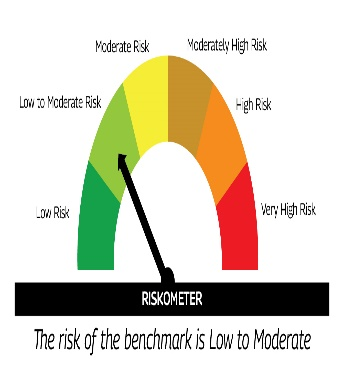 Moderate Risk
Moderately High Risk
Low to Moderate Risk
High Risk
Low Risk
Very High Risk
RISKOMETER
The risk of the benchmark is Low to Moderate